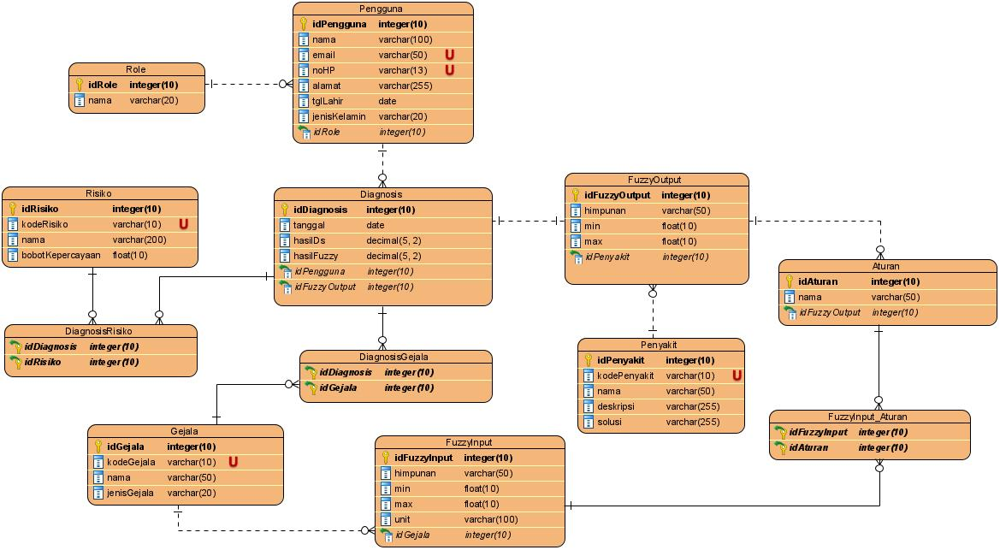 Pengguna
idPengguna integer(10)
nama varchar(100)
email varchar(50) U
noHP varchar(13) U
alamat varchar(255)
tglLahir date
jenisKelamin varchar(20)
idRole integer(10)
Role
idRole integer(10)
nama varchar(20)
Risiko
idRisiko integer(10)
kodeRisiko varchar(10) U
nama varchar(200)
bobotKepercayaan float(10)
Diagnosis
idDiagnosis integer(10)
tanggal date
hasilDs decimal(5, 2)
hasilFuzzy decimal(5, 2)
idPengguna integer(10)
idFuzzyOutput integer(10)
FuzzyOutput
idFuzzyOutput integer(10)
himpunan varchar(50)
min float(10)
max float(10)
idPenyakit integer(10)
Aturan
idAturan integer(10)
nama varchar(50)
idFuzzyOutput integer(10)
DiagnosisRisiko
idDiagnosis integer(10)
idRisiko integer(10)
DiagnosisGejala
idDiagnosis integer(10)
idGejala integer(10)
Penyakit
idPenyakit integer(10)
kodePenyakit varchar(10) U
nama varchar(50)
deskripsi varchar(255)
solusi varchar(255)
FuzzyInput_Aturan
idFuzzyInput integer(10)
idAturan integer(10)
Gejala
idGejala integer(10)
kodeGejala varchar(10) U
nama varchar(50)
jenisGejala varchar(20)
FuzzyInput
idFuzzyInput integer(10)
himpunan varchar(50)
min float(10)
max float(10)
unit varchar(100)
idGejala integer(10)